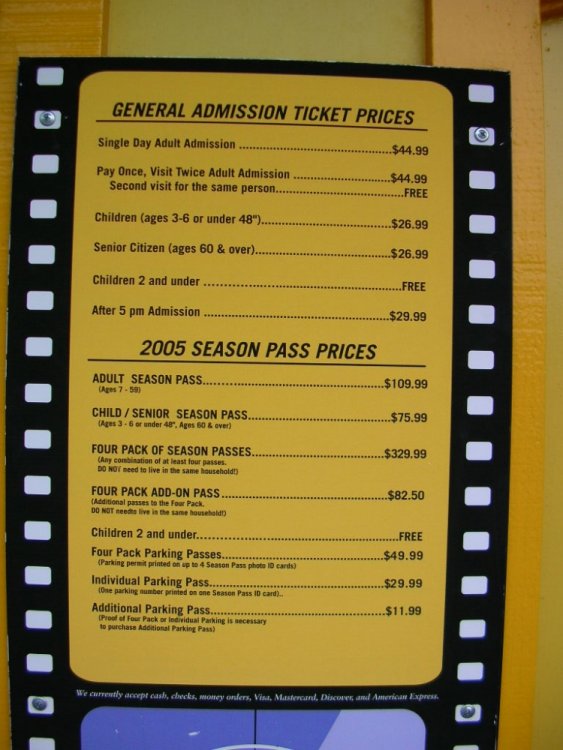 GENERAL ADMISSION TICKET PRICES
Single Day Adult Admission ........................................$44.99
Pay Once, Visit Twice Adult Admission ..........................$44.99
Second visit for the same person.................................FREE
Children (ages 3-6 or under 48")..................................$26.99
Senior Citizen (ages 60 & over)...................................$26.99
Children 2 and under ..................................................FREE
After 5 pm Admission ................................................$29.99
2005 SEASON PASS PRICES
ADULT SEASON PASS...............................................$109.99
(Ages 7 - 59)
CHILD / SENIOR SEASON PASS...................................$75.99
(Ages 3 - 6 or under 48", Ages 60 & over)
FOUR PACK OF SEASON PASSES.................................$329.99
(Any combination of at least four passes.
DO NOT need to live in the same household!)
FOUR PACK ADD-ON PASS..........................................$82.50
(Additional passes to the Four Pack.
DO NOT needto live in the same household!)
Children 2 and under...................................................FREE
Four Pack Parking Passes..........................................$49.99
(Parking permit printed on up to 4 Season Pass photo ID cards)
Individual Parking Pass.............................................$29.99
(One parking number printed on one Season Pass ID card)..
Additional Parking Pass.............................................$11.99
(Proof of Four Pack or Individual Parking is necessary
to purchase Additional Parking Pass)
We currently accept cash, checks, money orders, Visa, Mastercard, Discover, and American Express.